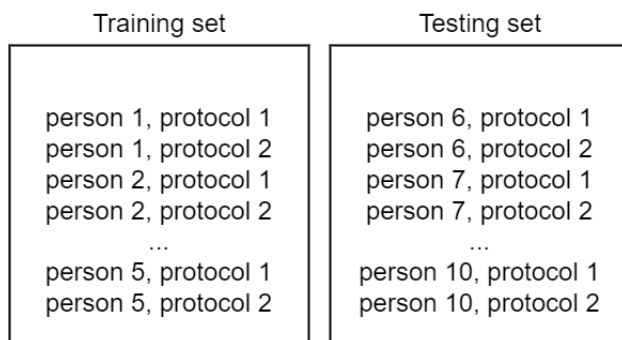 Training set
person 1, protocol 1
person 1, protocol 2
person 2, protocol 1
person 2, protocol 2
...
person 5, protocol 1
person 5, protocol 2
Testing set
person 6, protocol 1
person 6, protocol 2
person 7, protocol 1
person 7, protocol 2
...
person 10, protocol 1
person 10, protocol 2